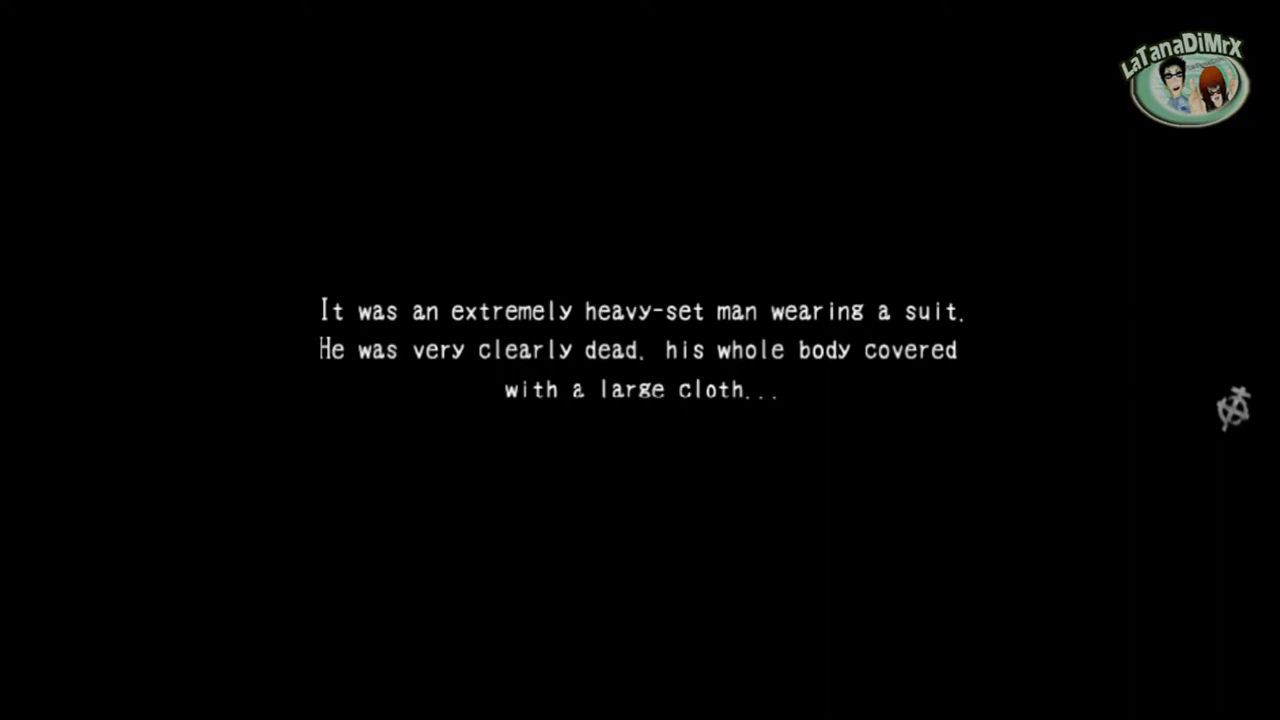 LaTanaDiMrX
It was an extremely heavy-set man wearing a suit.
He was very clearly dead, his whole body covered
with a large cloth...